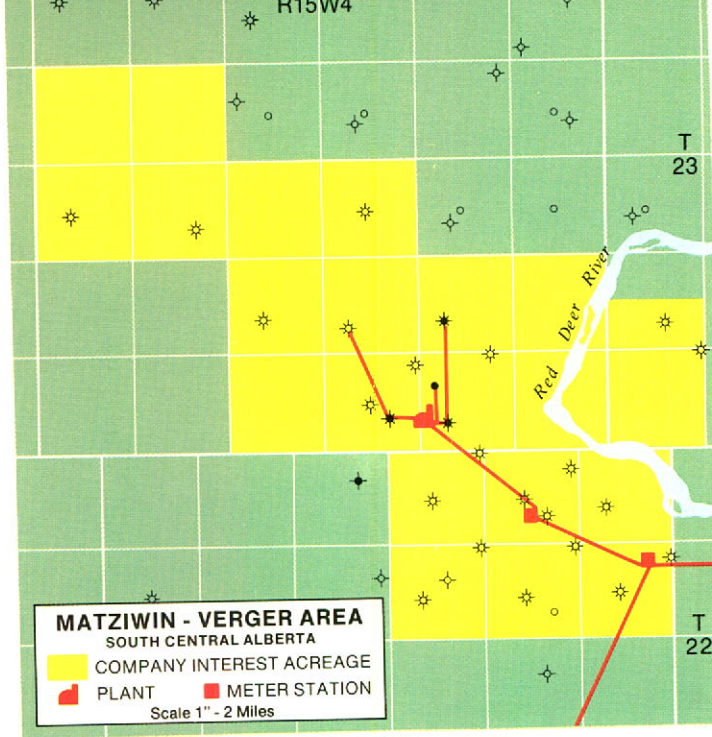 R15W4
T
23
Red Deer River
T
22
MATZIWIN - VERGER AREA
SOUTH CENTRAL ALBERTA
COMPANY INTEREST ACREAGE
PLANT METER STATION
Scale 1" - 2 Miles